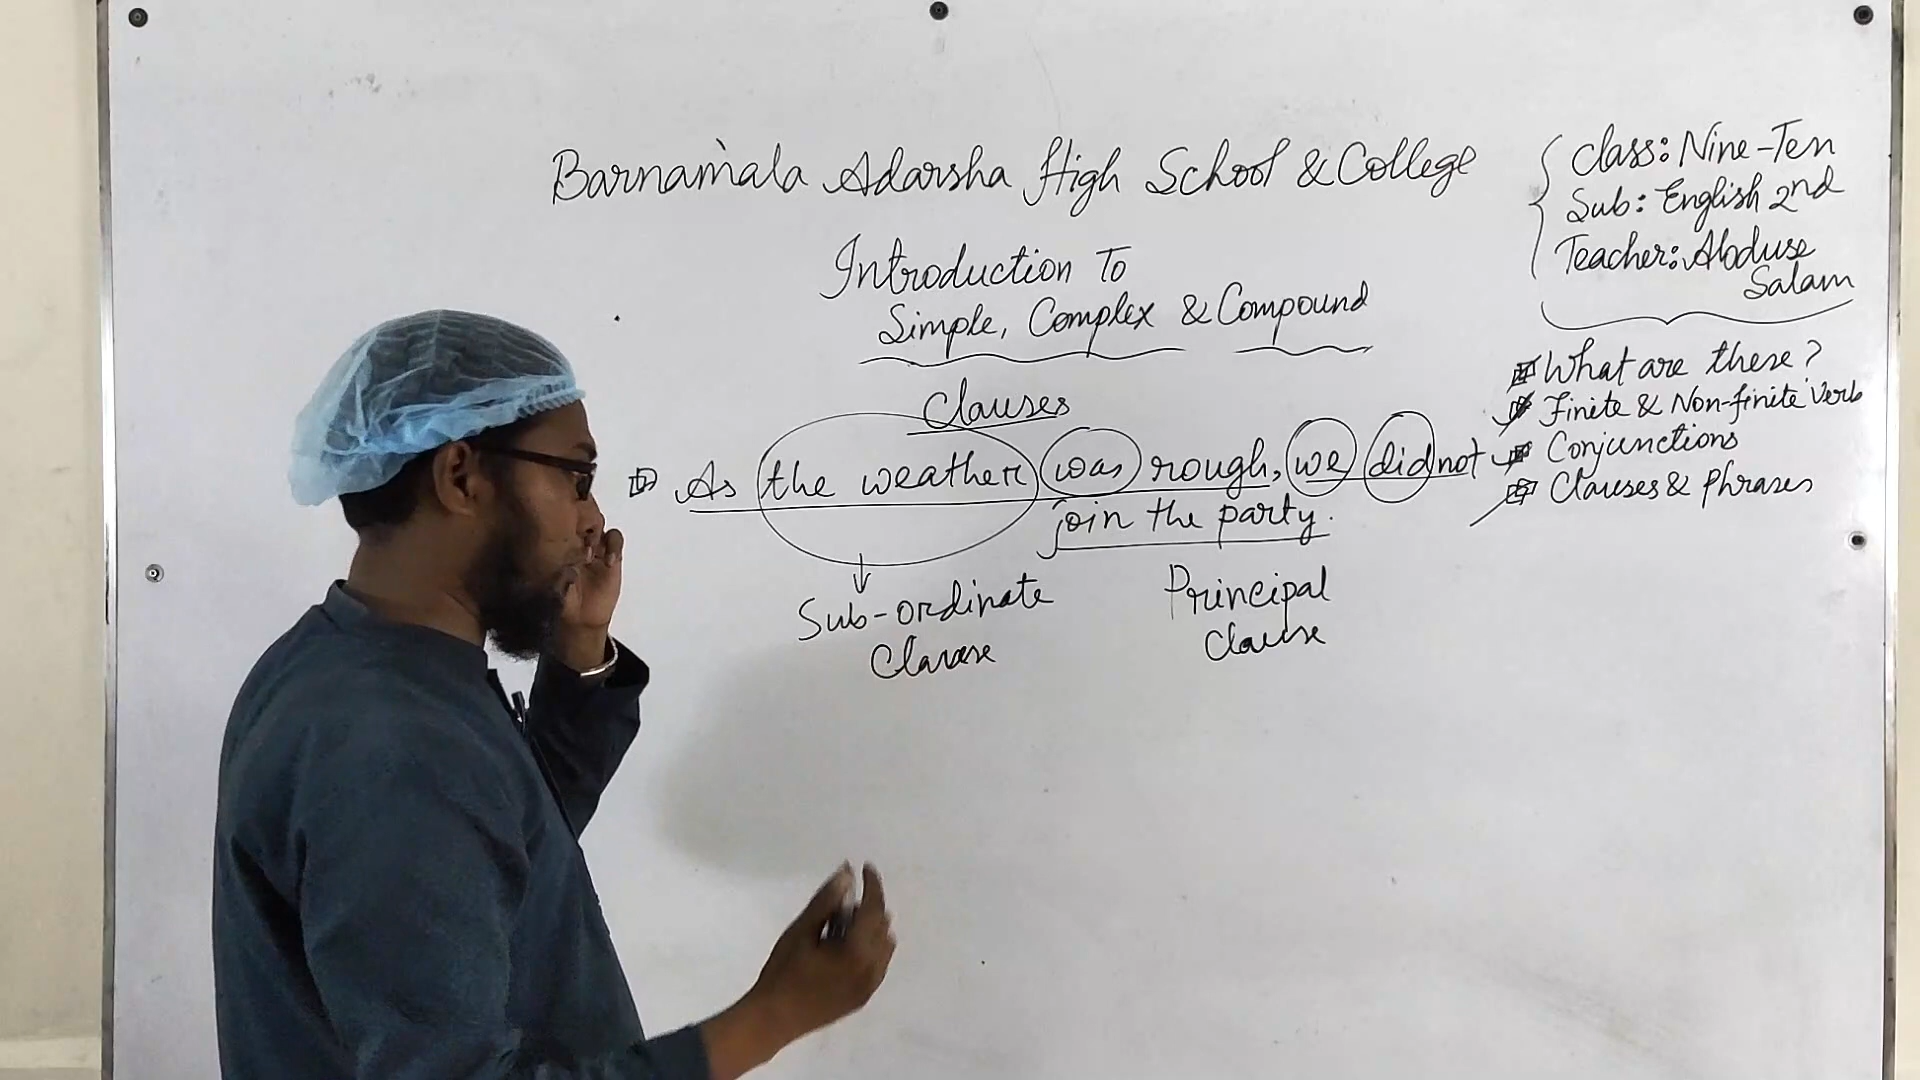 Barnamala Adarsha High School & College
Introduction To
Simple, Complex & Compound
Clauses
As the weather was rough, we did not
join the party.
Sub-ordinate
Clause
Principal
Clause
Class: Nine-Ten
Sub: English 2nd
Teacher: Abduse
Salam
What are these?
Finite & Non-finite Verb
Conjunctions
Clauses & Phrases